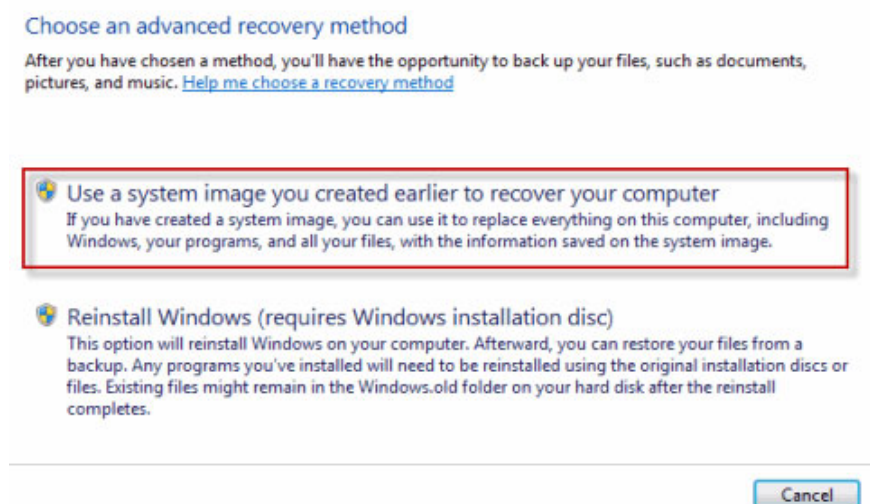 Choose an advanced recovery method
After you have chosen a method, you'll have the opportunity to back up your files, such as documents,
pictures, and music. Help me choose a recovery method
Use a system image you created earlier to recover your computer
If you have created a system image, you can use it to replace everything on this computer, including
Windows, your programs, and all your files, with the information saved on the system image.
Reinstall Windows (requires Windows installation disc)
This option will reinstall Windows on your computer. Afterward, you can restore your files from a
backup. Any programs you've installed will need to be reinstalled using the original installation discs or
files. Existing files might remain in the Windows.old folder on your hard disk after the reinstall
completes.
Cancel